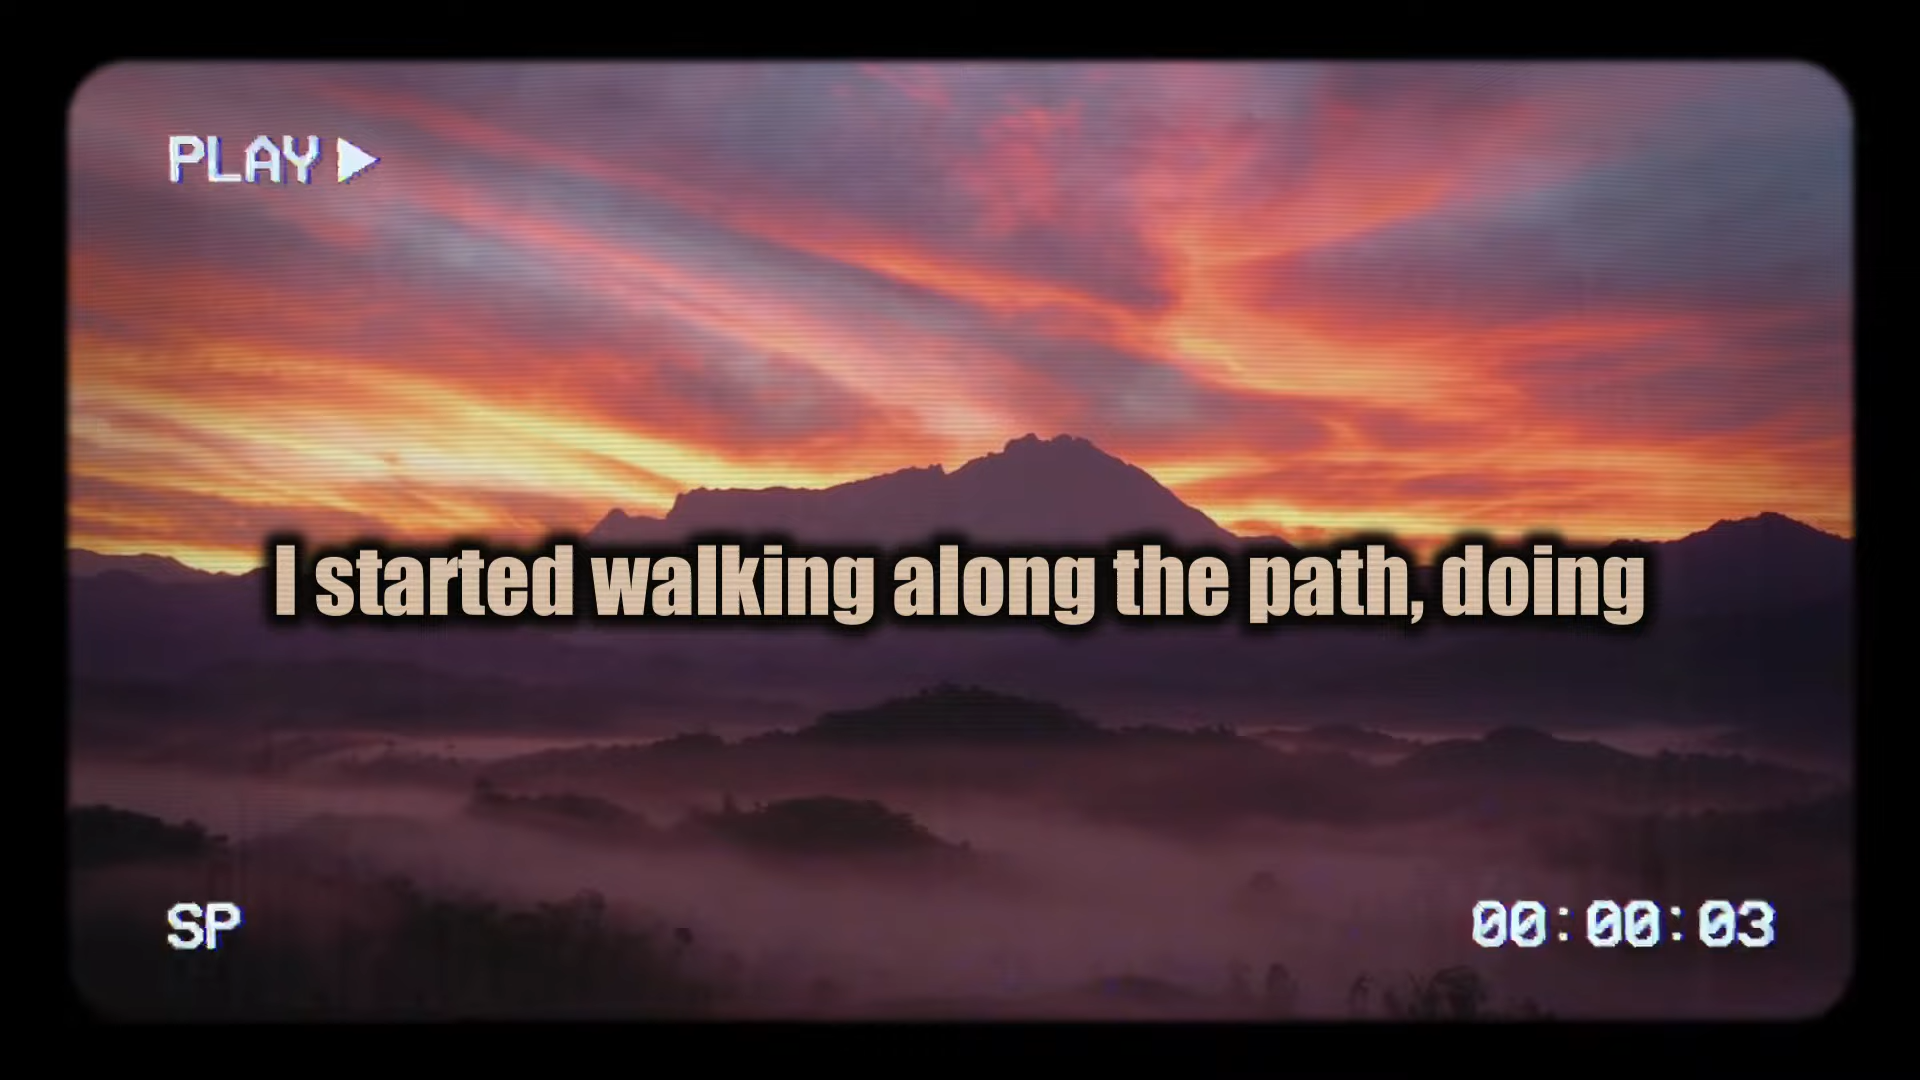 PLAY ▶
I started walking along the path, doing
SP
00:00:03